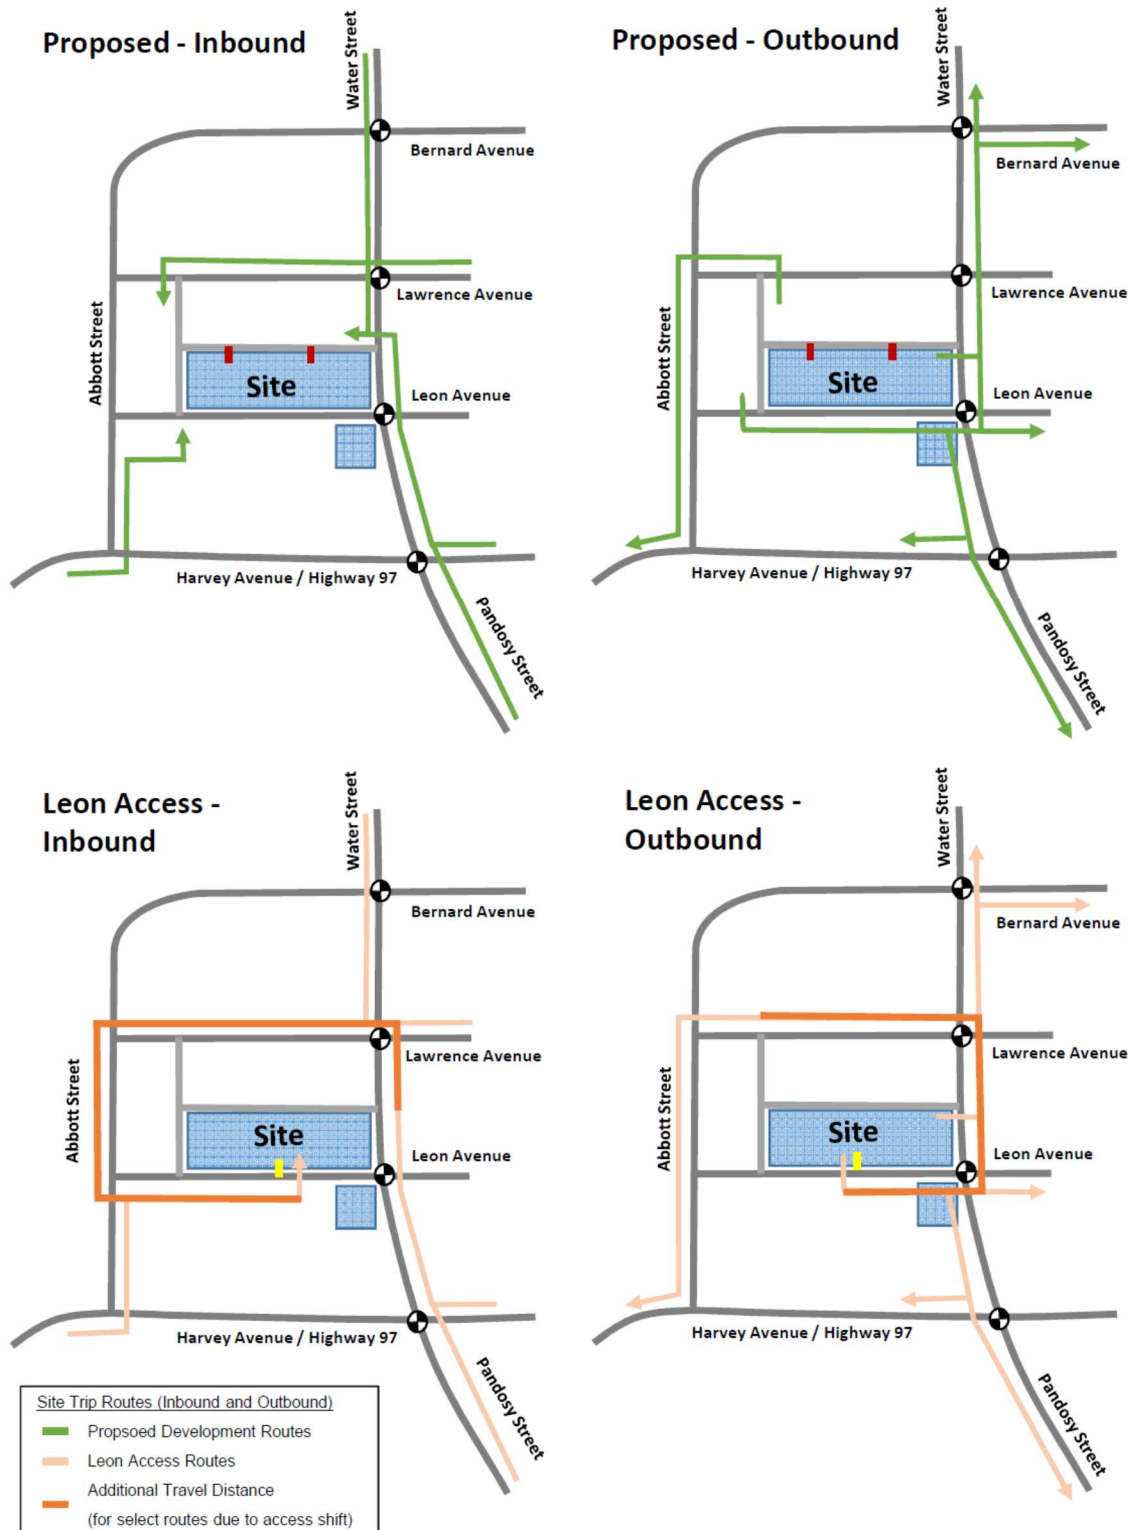 Proposed - Inbound
Water Street
Bernard Avenue
Lawrence Avenue
Abbott Street
Site
Leon Avenue
Harvey Avenue / Highway 97
Pandosy Street
Proposed - Outbound
Water Street
Bernard Avenue
Lawrence Avenue
Abbott Street
Site
Leon Avenue
Harvey Avenue / Highway 97
Pandosy Street
Leon Access -
Inbound
Water Street
Bernard Avenue
Lawrence Avenue
Abbott Street
Site
Leon Avenue
Harvey Avenue / Highway 97
Pandosy Street
Leon Access -
Outbound
Water Street
Bernard Avenue
Lawrence Avenue
Abbott Street
Site
Leon Avenue
Harvey Avenue / Highway 97
Pandosy Street
Site Trip Routes (Inbound and Outbound)
Propsoed Development Routes
Leon Access Routes
Additional Travel Distance
(for select routes due to access shift)